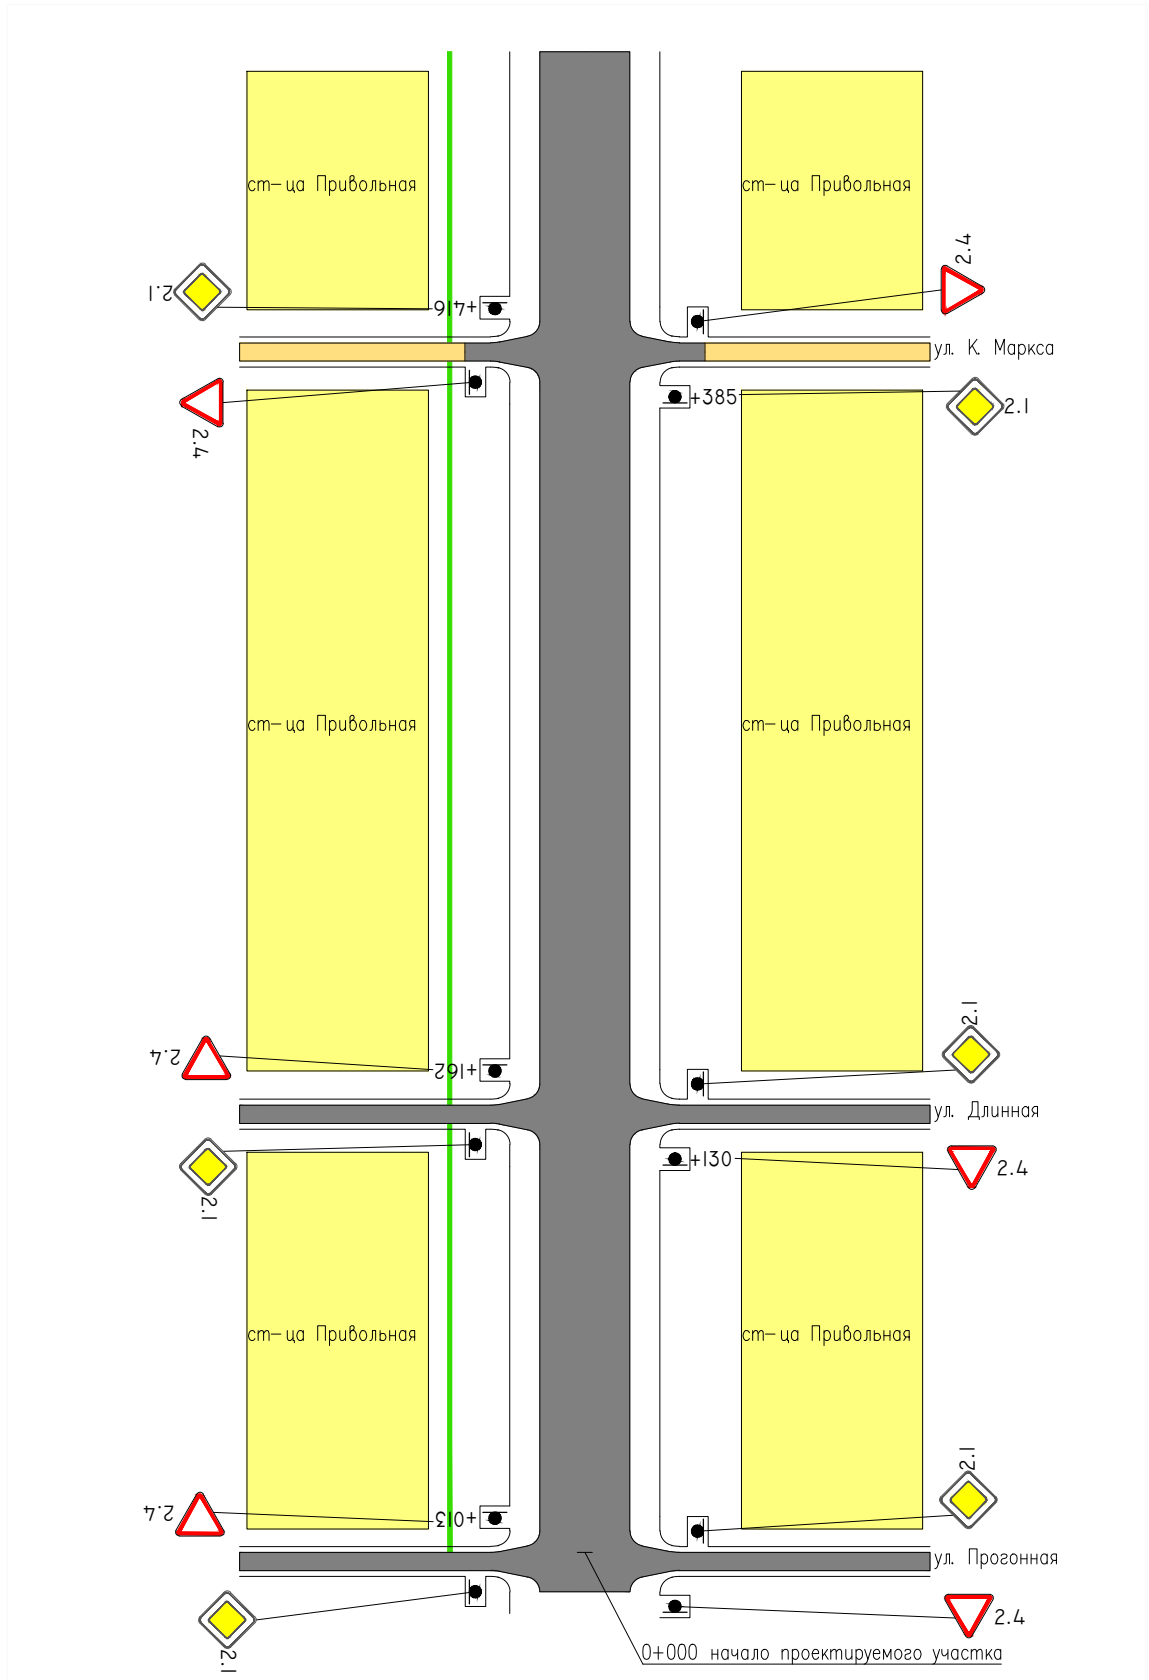 ст-ца Привольная
ст-ца Привольная
2.4
2.1
+416
ул. К. Маркса
+385
2.1
2.4
ст-ца Привольная
ст-ца Привольная
2.1
2.4
+162
ул. Длинная
+130
2.4
2.1
ст-ца Привольная
ст-ца Привольная
2.1
2.4
+013
ул. Прогонная
2.4
2.1
0+000 начало проектируемого участка